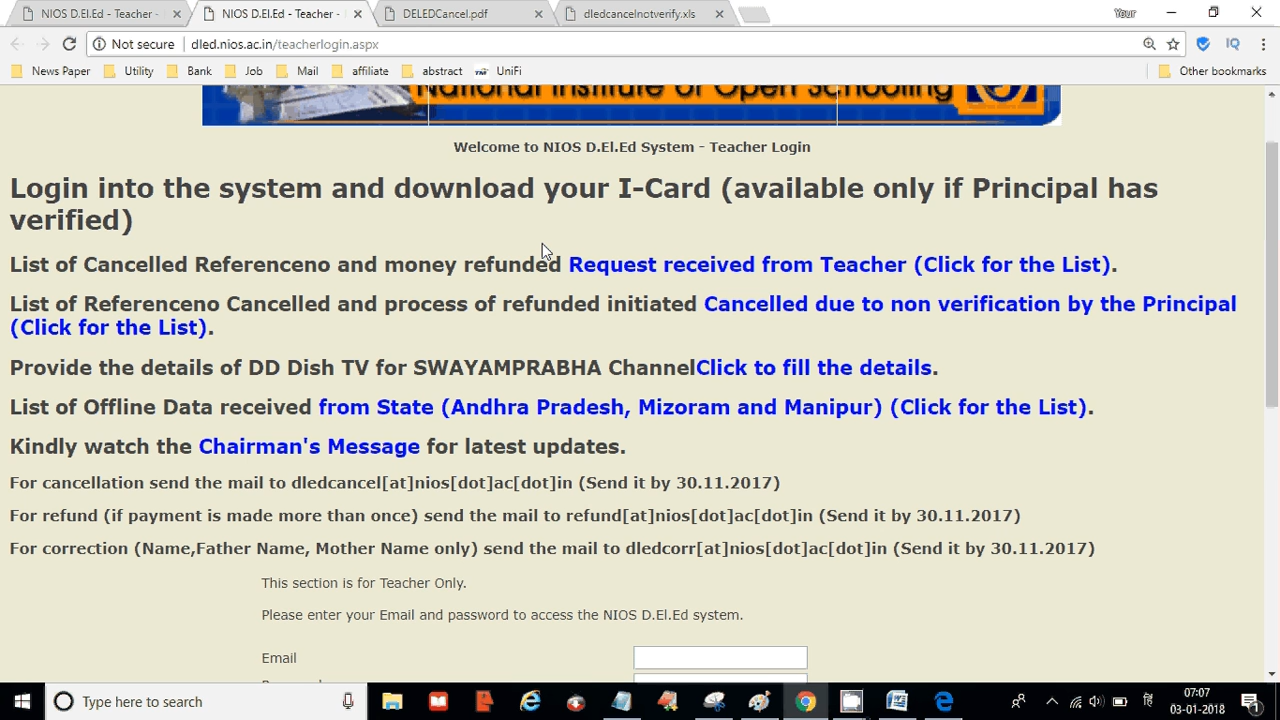 NIOS D.El.Ed - Teacher -
NIOS D.El.Ed - Teacher -
DELEDCancel.pdf
dledcancelnotverify.xls
Your
Not secure
dled.nios.ac.in/teacherlogin.aspx
News Paper
Utility
Bank
Job
Mail
affiliate
abstract
UniFi
Other bookmarks
National Institute of Open Schooling
Welcome to NIOS D.El.Ed System - Teacher Login
Login into the system and download your I-Card (available only if Principal has
verified)
List of Cancelled Referenceno and money refunded Request received from Teacher (Click for the List).
List of Referenceno Cancelled and process of refunded initiated Cancelled due to non verification by the Principal
(Click for the List).
Provide the details of DD Dish TV for SWAYAMPRABHA ChannelClick to fill the details.
List of Offline Data received from State (Andhra Pradesh, Mizoram and Manipur) (Click for the List).
Kindly watch the Chairman's Message for latest updates.
For cancellation send the mail to dledcancel[at]nios[dot]ac[dot]in (Send it by 30.11.2017)
For refund (if payment is made more than once) send the mail to refund[at]nios[dot]ac[dot]in (Send it by 30.11.2017)
For correction (Name,Father Name, Mother Name only) send the mail to dledcorr[at]nios[dot]ac[dot]in (Send it by 30.11.2017)
This section is for Teacher Only.
Please enter your Email and password to access the NIOS D.El.Ed system.
Email
Type here to search
07:07
03-01-2018